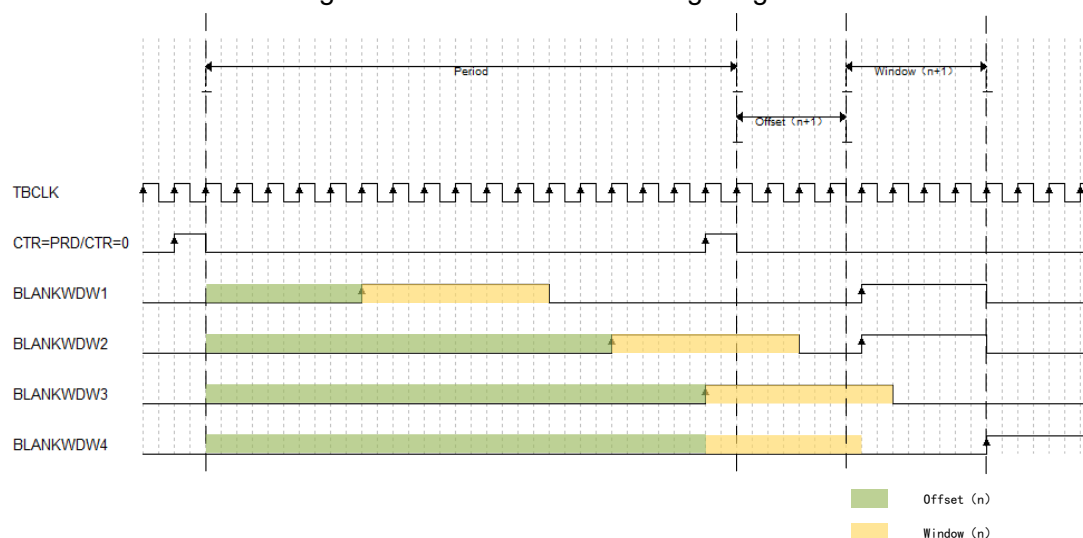 Period
Window（n+1）
Offset（n+1）
TBCLK
CTR=PRD/CTR=0
BLANKWDW1
BLANKWDW2
BLANKWDW3
BLANKWDW4
Offset（n）
Window（n）